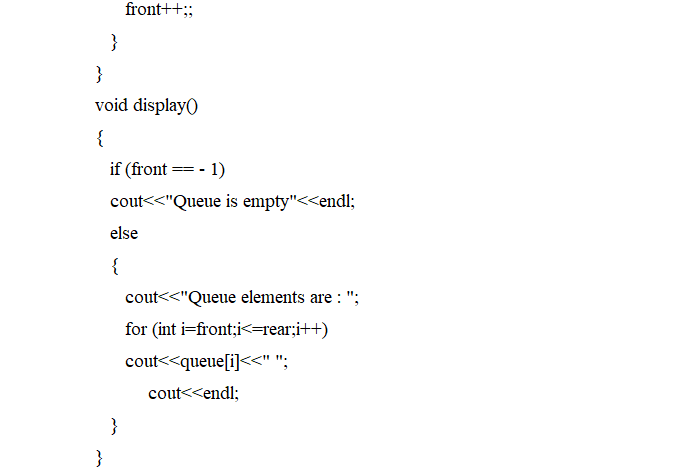 front++;;
}
}
void display()
{
if (front == - 1)
cout<<"Queue is empty"<<endl;
else
{
cout<<"Queue elements are : ";
for (int i=front;i<=rear;i++)
cout<<queue[i]<<" ";
cout<<endl;
}
}